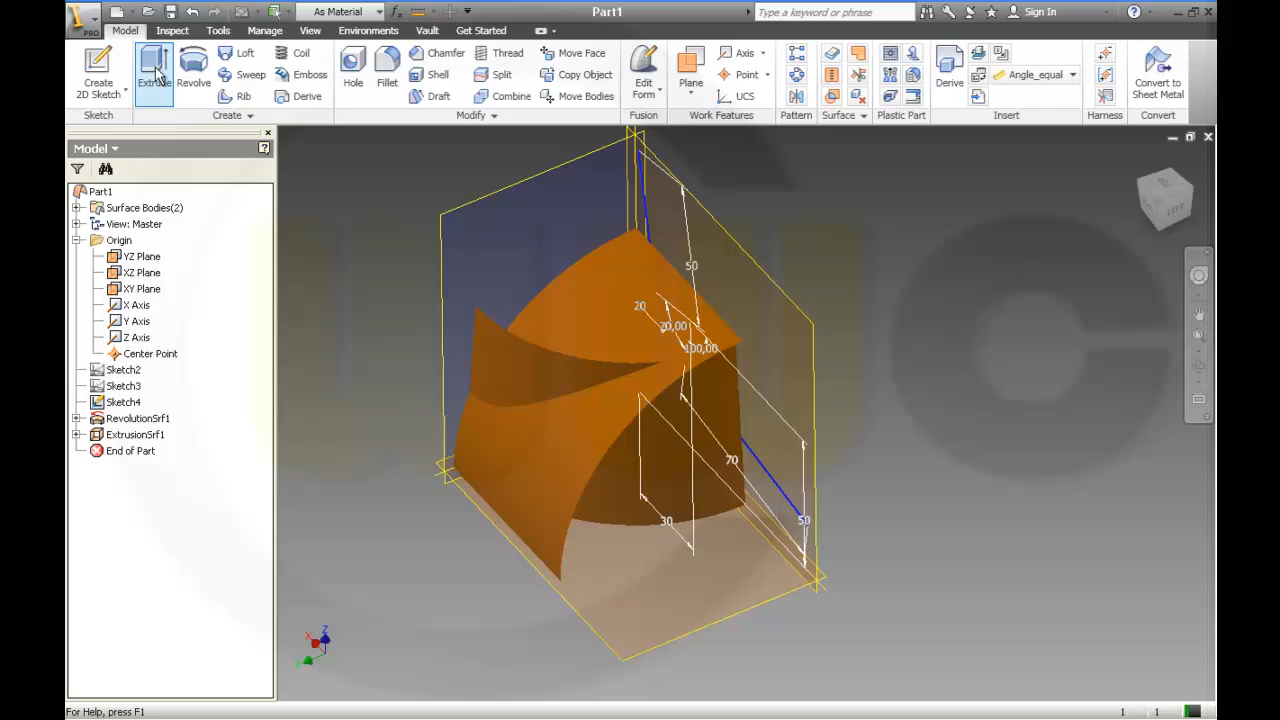 As Material
Part1
Type a keyword or phrase
Sign In
PRO
Model Inspect Tools Manage View Environments Vault Get Started
Create 2D Sketch
Sketch
Extrude
Revolve
Loft
Sweep
Rib
Coil
Emboss
Derive
Create
Hole
Fillet
Chamfer
Shell
Draft
Thread
Split
Combine
Move Face
Copy Object
Move Bodies
Modify
Edit Form
Fusion
Plane
Axis
Point
UCS
Work Features
Pattern
Surface
Plastic Part
Derive
Angle_equal
Insert
Harness
Convert to Sheet Metal
Convert
Model
Part1
Surface Bodies(2)
View: Master
Origin
YZ Plane
XZ Plane
XY Plane
X Axis
Y Axis
Z Axis
Center Point
Sketch2
Sketch3
Sketch4
RevolutionSrf1
ExtrusionSrf1
End of Part
50
20
20,00
100,00
70
30
50
LEFT
Z
X
Y
For Help, press F1
1 1